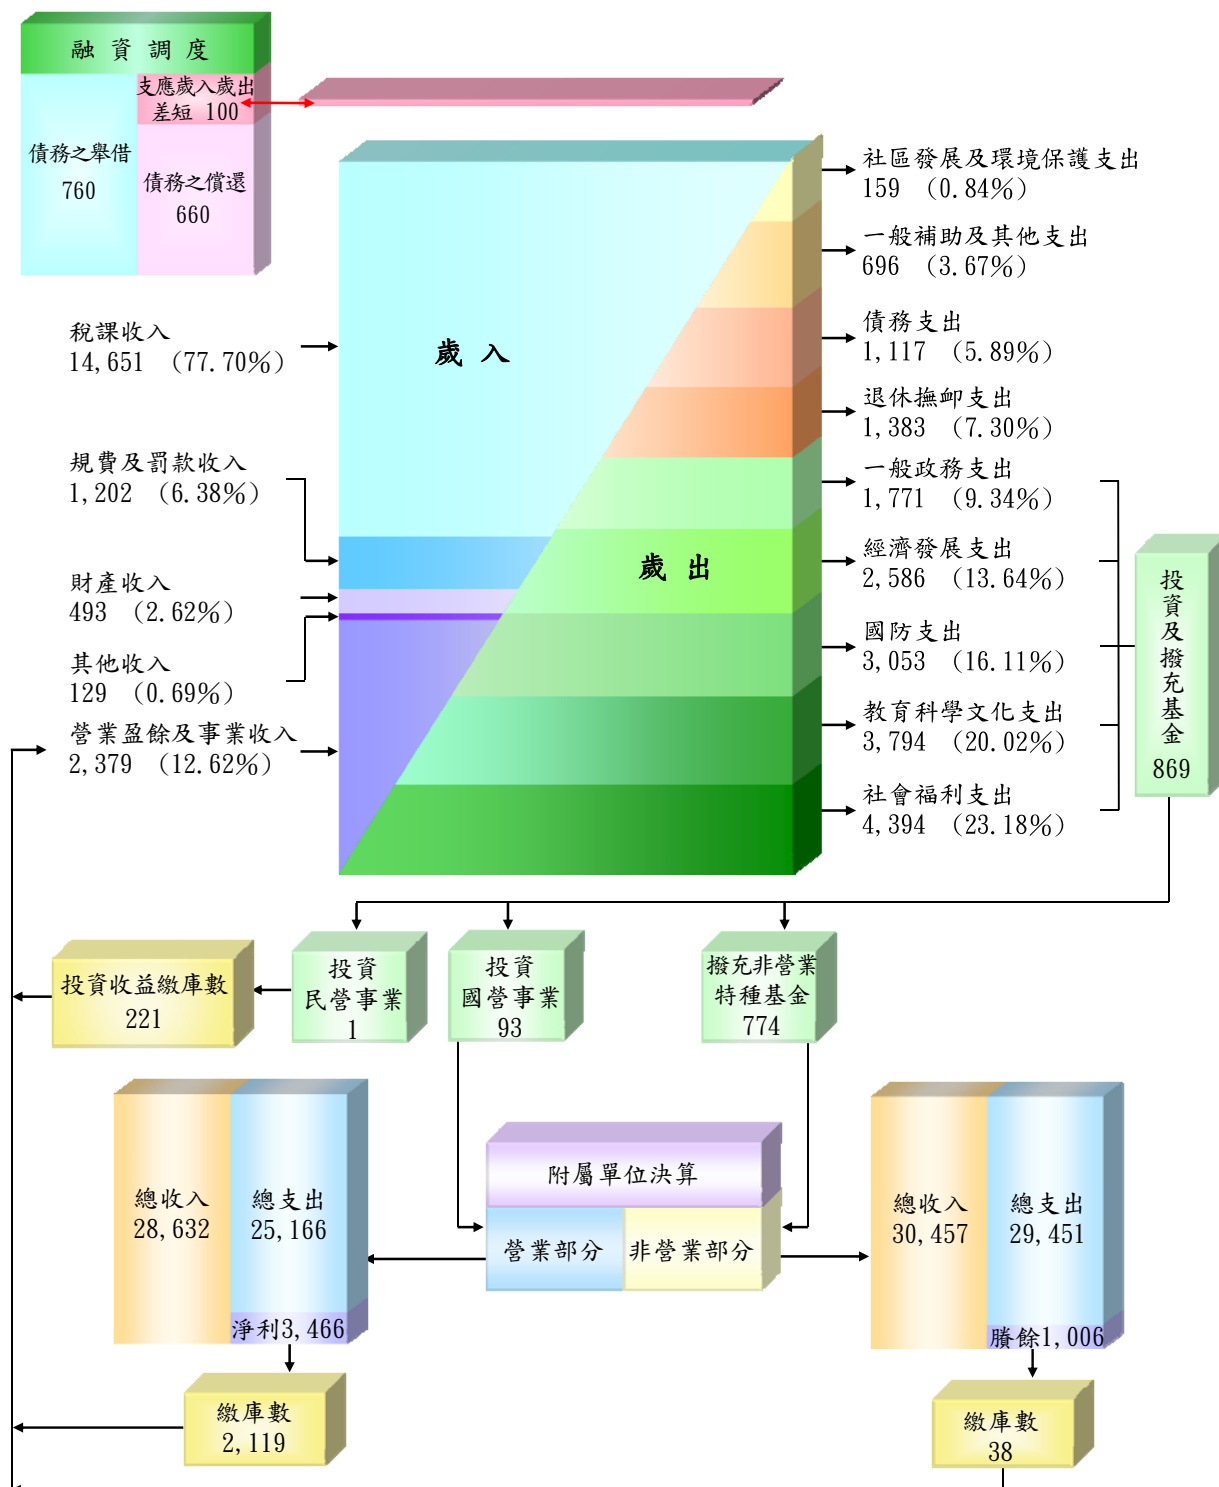 融資調度
支應歲入歲出
差短 100
債務之舉借
760
債務之償還
660
歲入
歲出
稅課收入
14,651 (77.70%)
規費及罰款收入
1,202 (6.38%)
財產收入
493 (2.62%)
其他收入
129 (0.69%)
營業盈餘及事業收入
2,379 (12.62%)
社區發展及環境保護支出
159 (0.84%)
一般補助及其他支出
696 (3.67%)
債務支出
1,117 (5.89%)
退休撫卹支出
1,383 (7.30%)
一般政務支出
1,771 (9.34%)
經濟發展支出
2,586 (13.64%)
國防支出
3,053 (16.11%)
教育科學文化支出
3,794 (20.02%)
社會福利支出
4,394 (23.18%)
投資及撥充基金
869
投資收益繳庫數
221
投資
民營事業
1
投資
國營事業
93
撥充非營業
特種基金
774
附屬單位決算
營業部分
非營業部分
總收入
28,632
總支出
25,166
淨利3,466
繳庫數
2,119
總收入
30,457
總支出
29,451
賸餘1,006
繳庫數
38